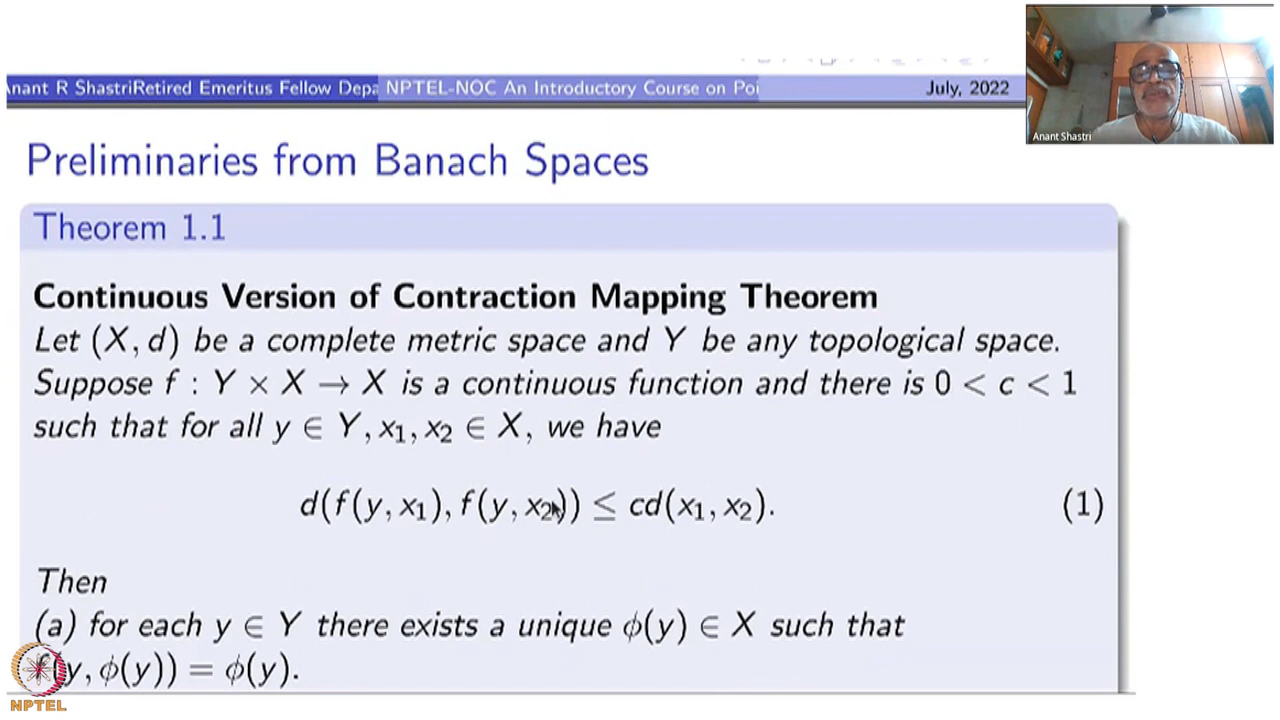 Anant R ShastriRetired Emeritus Fellow Depa NPTEL-NOC An Introductory Course on Poi July, 2022
Anant Shastri
Preliminaries from Banach Spaces
Theorem 1.1
Continuous Version of Contraction Mapping Theorem
Let (X, d) be a complete metric space and Y be any topological space.
Suppose f : Y × X → X is a continuous function and there is 0 < c < 1
such that for all y ∈ Y, x₁, x₂ ∈ X, we have
d(f(y, x₁), f(y, x₂)) ≤ cd(x₁, x₂). (1)
Then
(a) for each y ∈ Y there exists a unique ϕ(y) ∈ X such that
f(y, ϕ(y)) = ϕ(y).
NPTEL